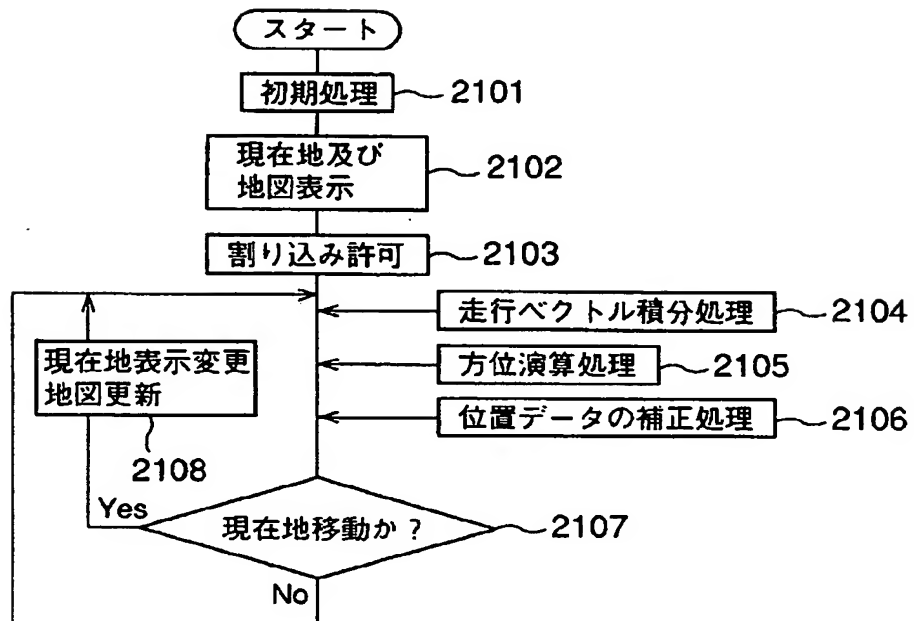 スタート
初期処理
2101
現在地及び
地図表示
2102
割り込み許可
2103
走行ベクトル積分処理
2104
方位演算処理
2105
位置データの補正処理
2106
現在地表示変更
地図更新
2108
Yes
現在地移動か？
2107
No